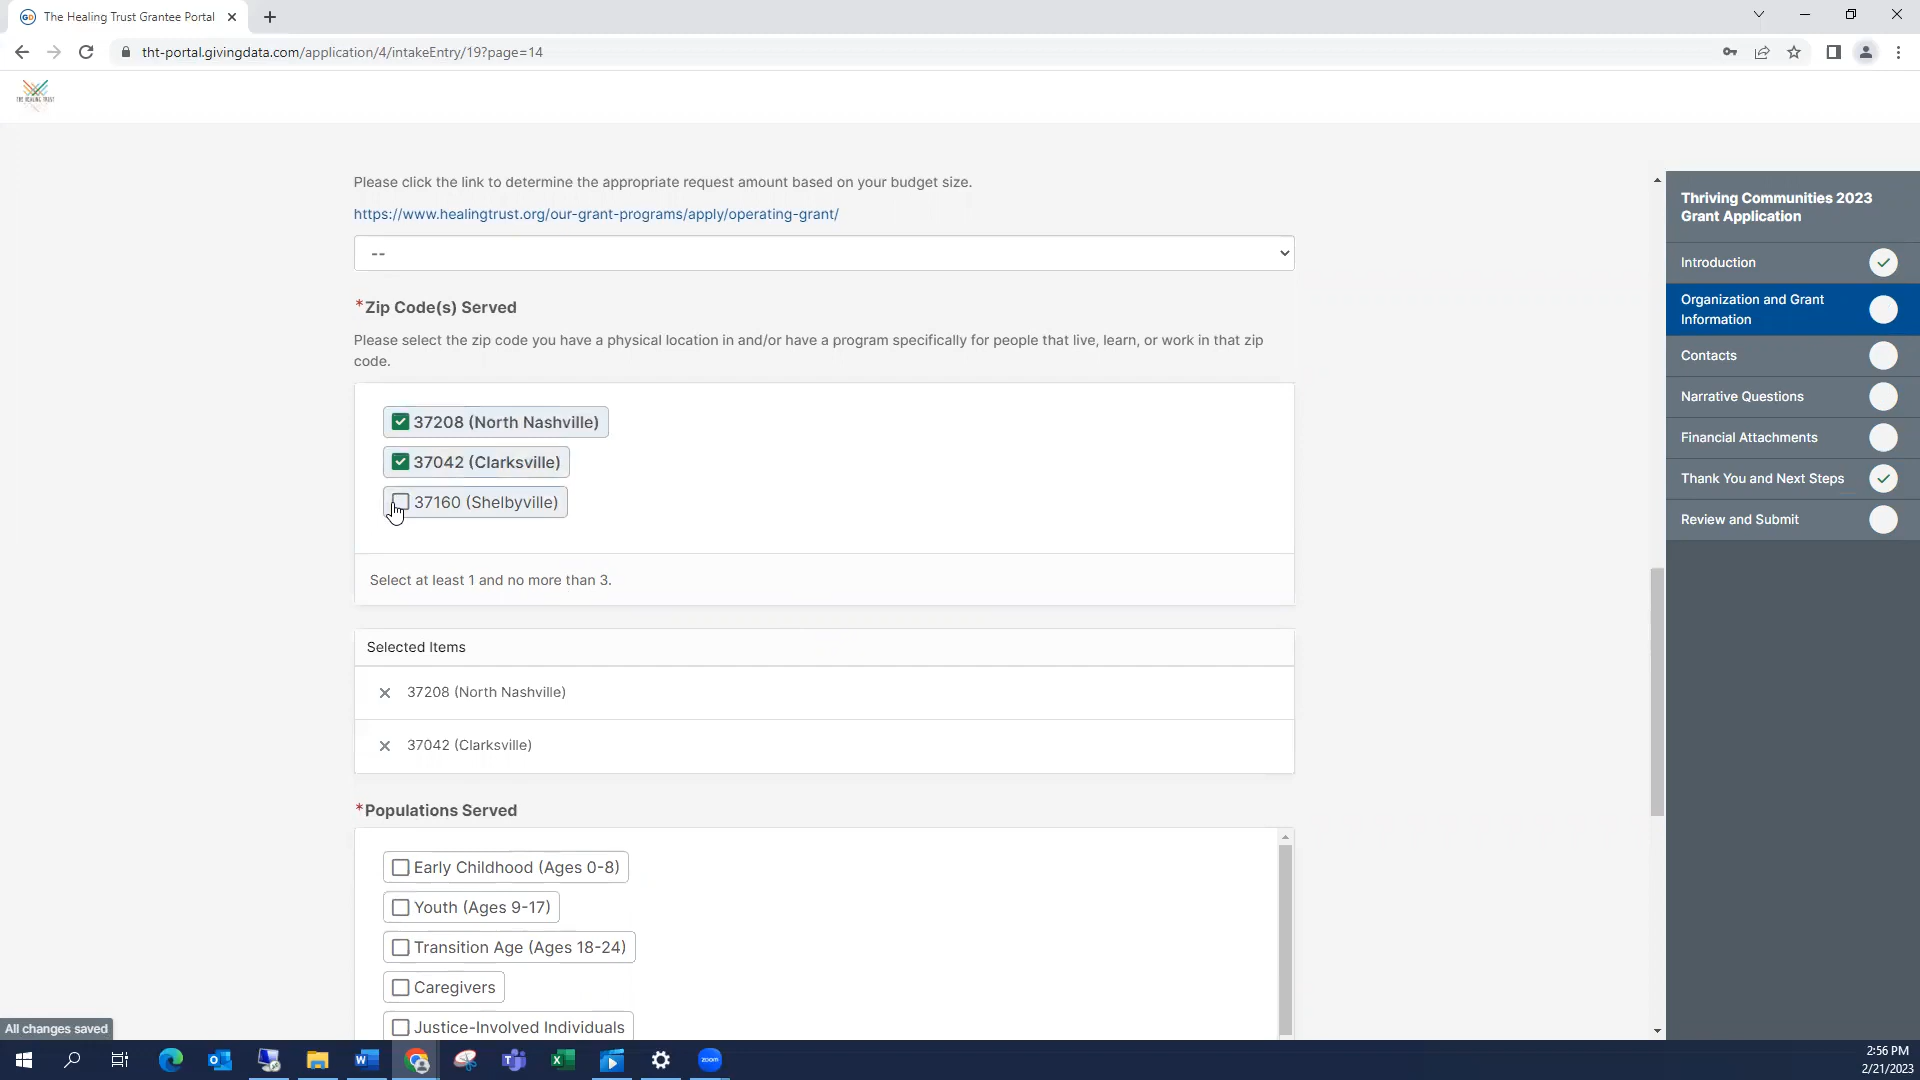 The Healing Trust Grantee Portal
tht-portal.givingdata.com/application/4/intakeEntry/19?page=14
THE HEALING TRUST
Please click the link to determine the appropriate request amount based on your budget size.
https://www.healingtrust.org/our-grant-programs/apply/operating-grant/
--
*Zip Code(s) Served
Please select the zip code you have a physical location in and/or have a program specifically for people that live, learn, or work in that zip
code.
37208 (North Nashville)
37042 (Clarksville)
37160 (Shelbyville)
Select at least 1 and no more than 3.
Selected Items
37208 (North Nashville)
37042 (Clarksville)
*Populations Served
Early Childhood (Ages 0-8)
Youth (Ages 9-17)
Transition Age (Ages 18-24)
Caregivers
Justice-Involved Individuals
Thriving Communities 2023
Grant Application
Introduction
Organization and Grant
Information
Contacts
Narrative Questions
Financial Attachments
Thank You and Next Steps
Review and Submit
All changes saved
zoom
2:56 PM
2/21/2023